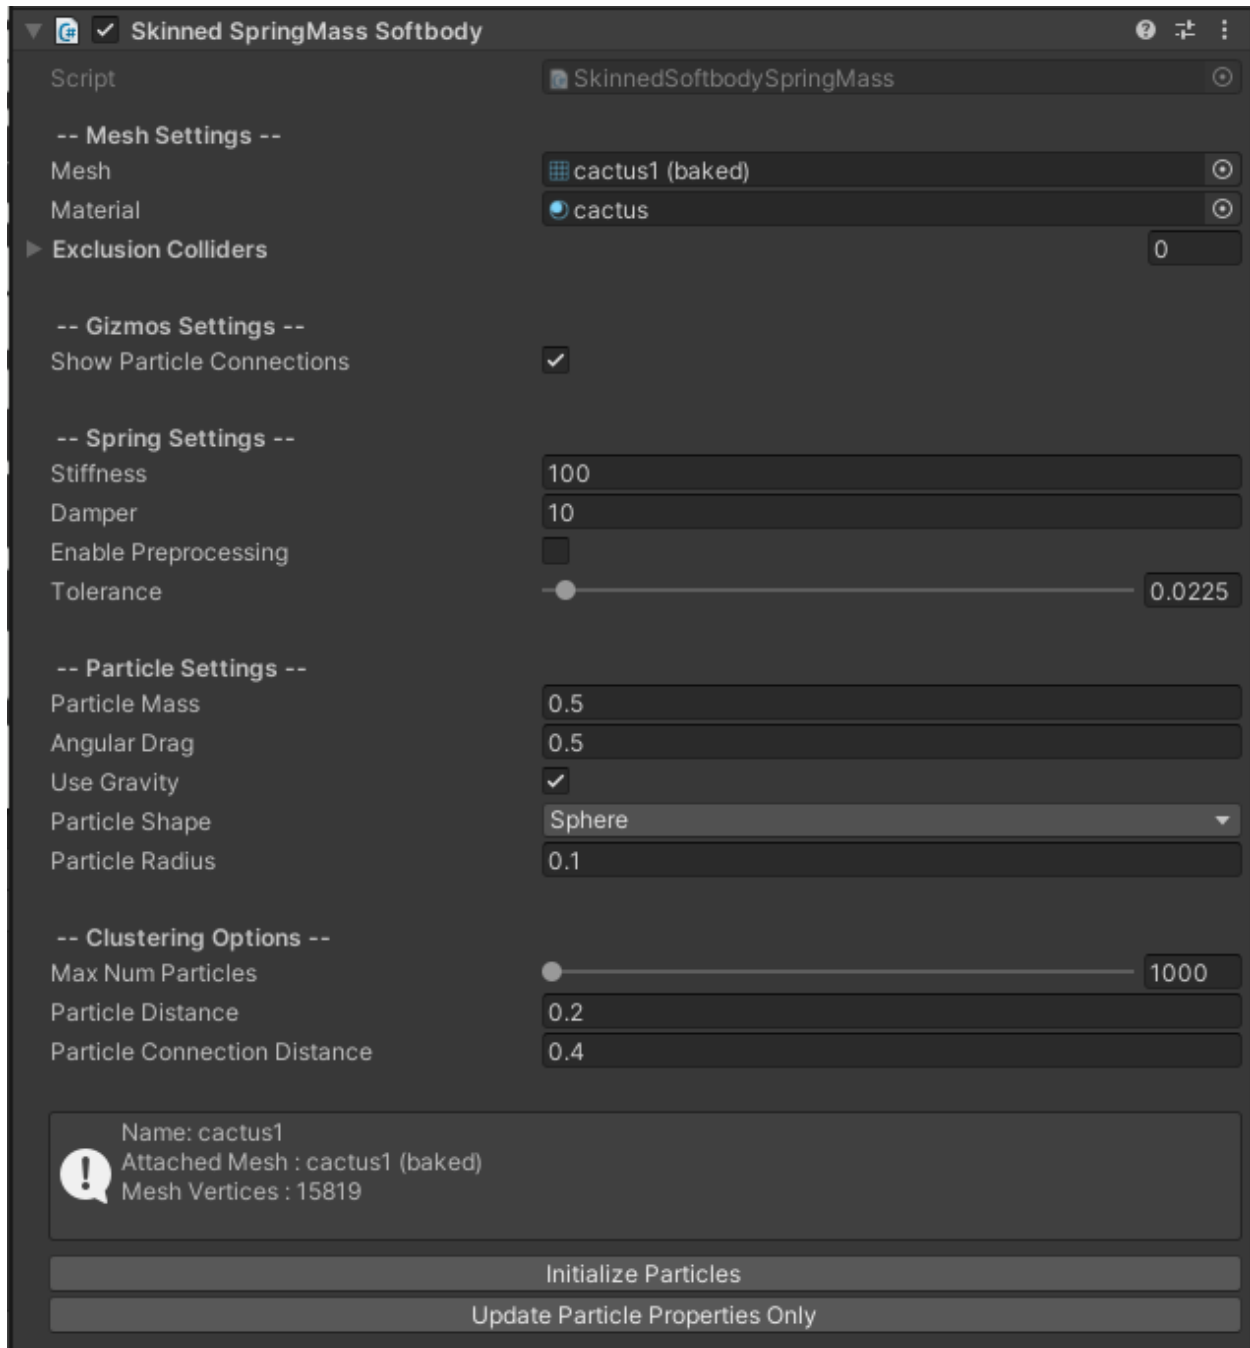 Skinned SpringMass Softbody
Script SkinnedSoftbodySpringMass
-- Mesh Settings --
Mesh cactus1 (baked)
Material cactus
Exclusion Colliders 0
-- Gizmos Settings --
Show Particle Connections
-- Spring Settings --
Stiffness 100
Damper 10
Enable Preprocessing
Tolerance 0.0225
-- Particle Settings --
Particle Mass 0.5
Angular Drag 0.5
Use Gravity
Particle Shape Sphere
Particle Radius 0.1
-- Clustering Options --
Max Num Particles 1000
Particle Distance 0.2
Particle Connection Distance 0.4
Name: cactus1
Attached Mesh : cactus1 (baked)
Mesh Vertices : 15819
Initialize Particles
Update Particle Properties Only